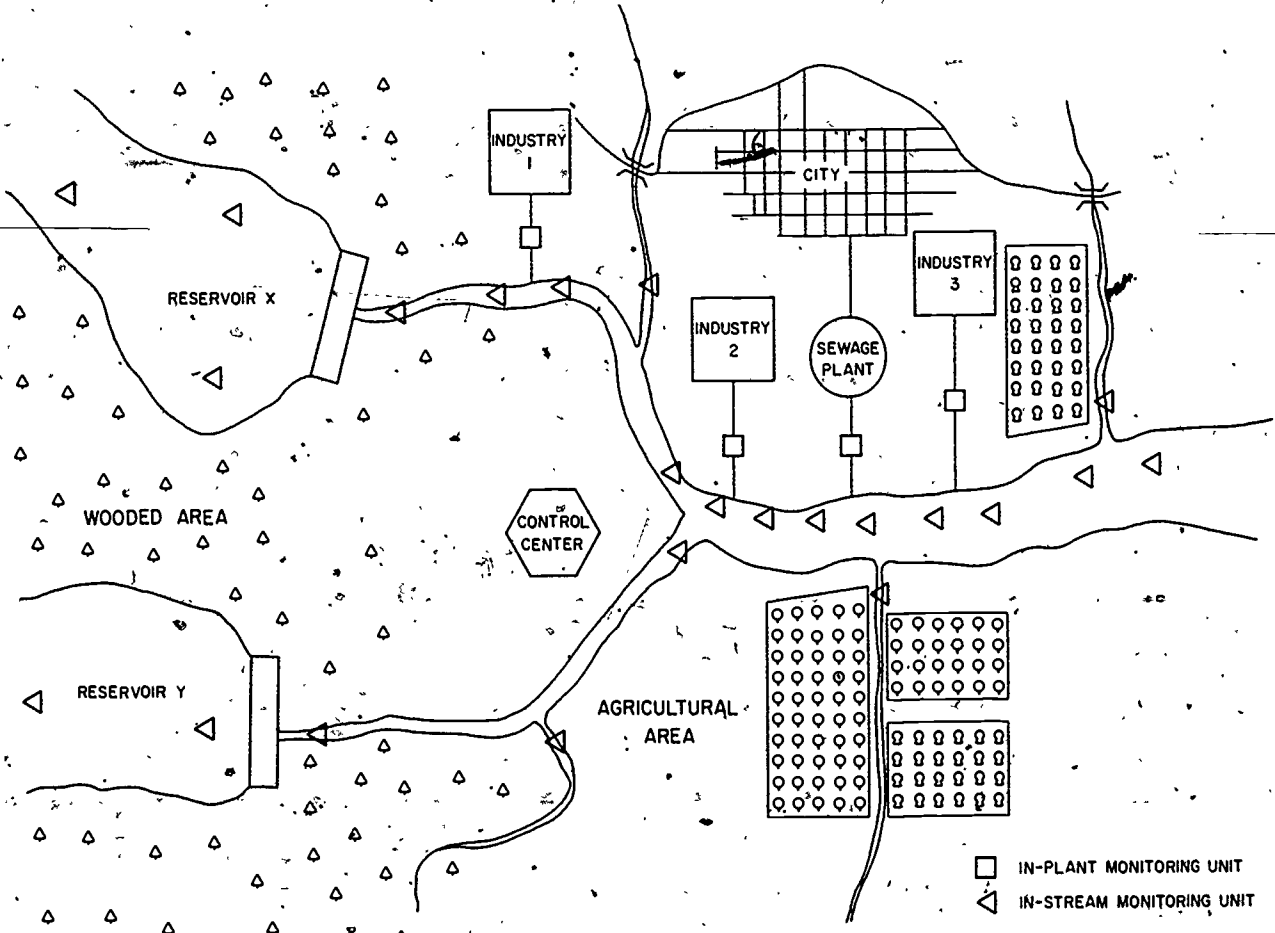 INDUSTRY
1
CITY
INDUSTRY
3
RESERVOIR X
INDUSTRY
2
SEWAGE
PLANT
WOODED AREA
CONTROL
CENTER
RESERVOIR Y
AGRICULTURAL
AREA
IN-PLANT MONITORING UNIT
IN-STREAM MONITORING UNIT